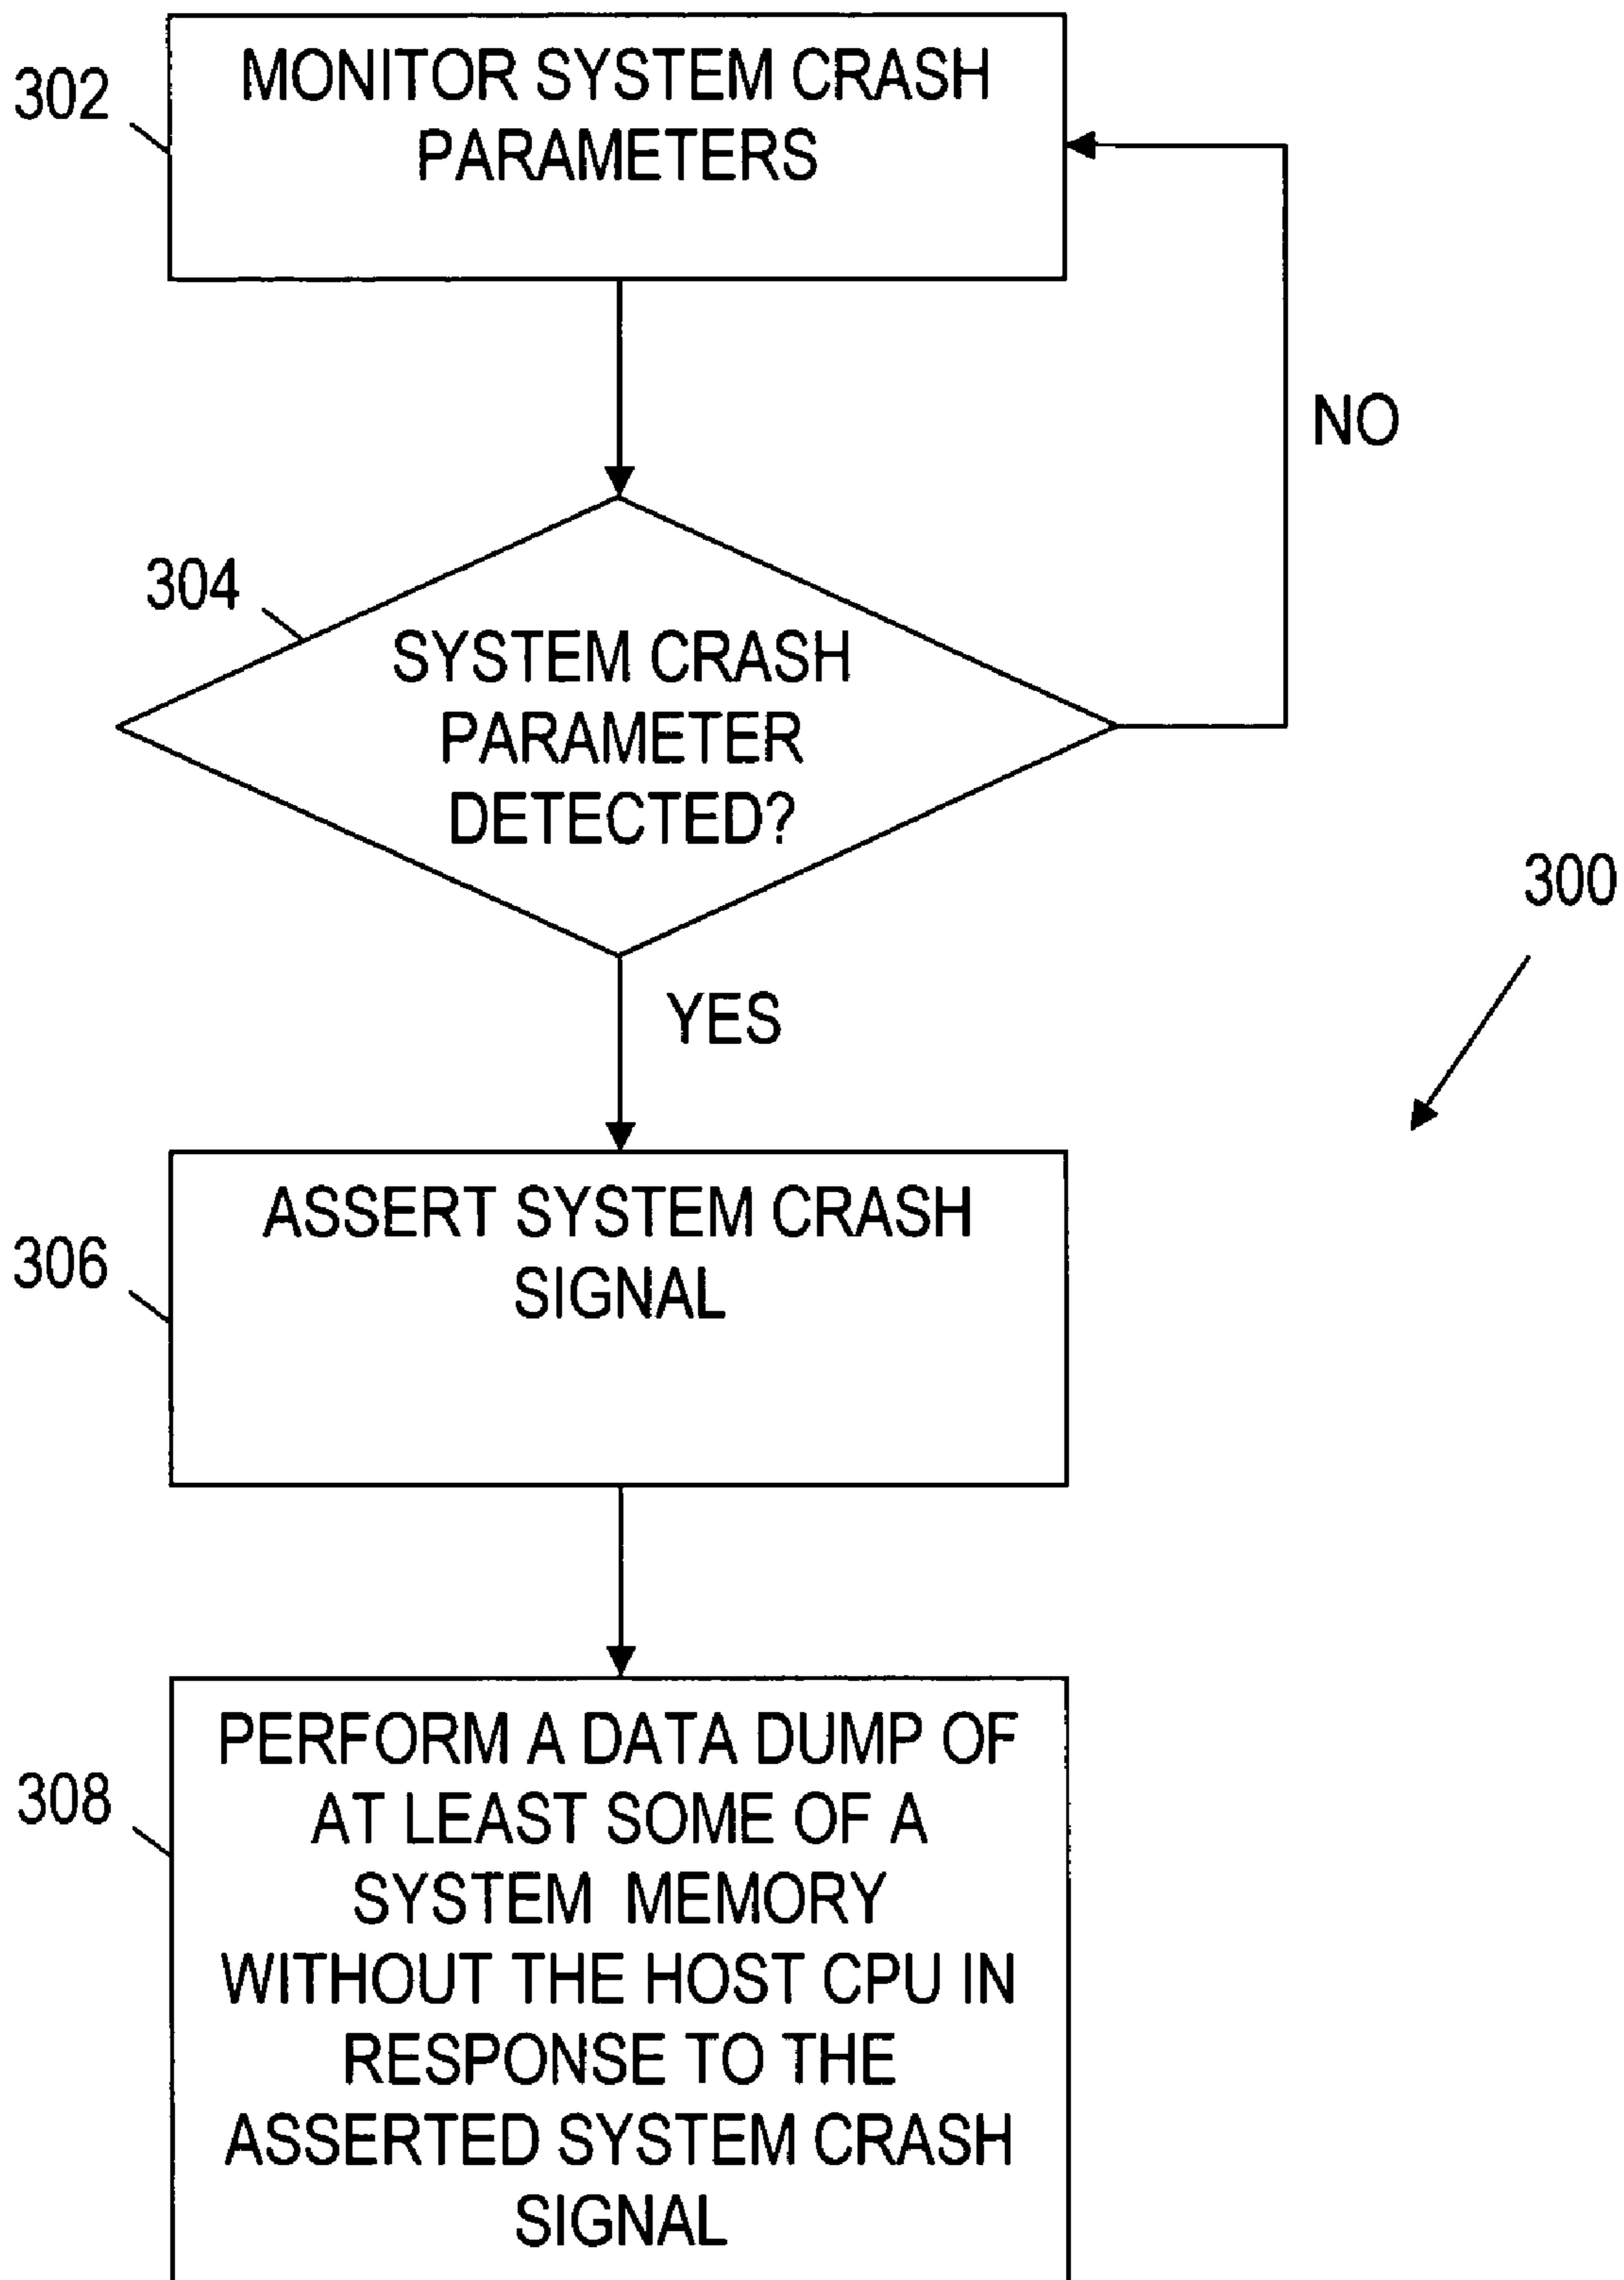 302
MONITOR SYSTEM CRASH
PARAMETERS
NO
304
SYSTEM CRASH
PARAMETER
DETECTED?
300
YES
306
ASSERT SYSTEM CRASH
SIGNAL
308
PERFORM A DATA DUMP OF
AT LEAST SOME OF A
SYSTEM MEMORY
WITHOUT THE HOST CPU IN
RESPONSE TO THE
ASSERTED SYSTEM CRASH
SIGNAL